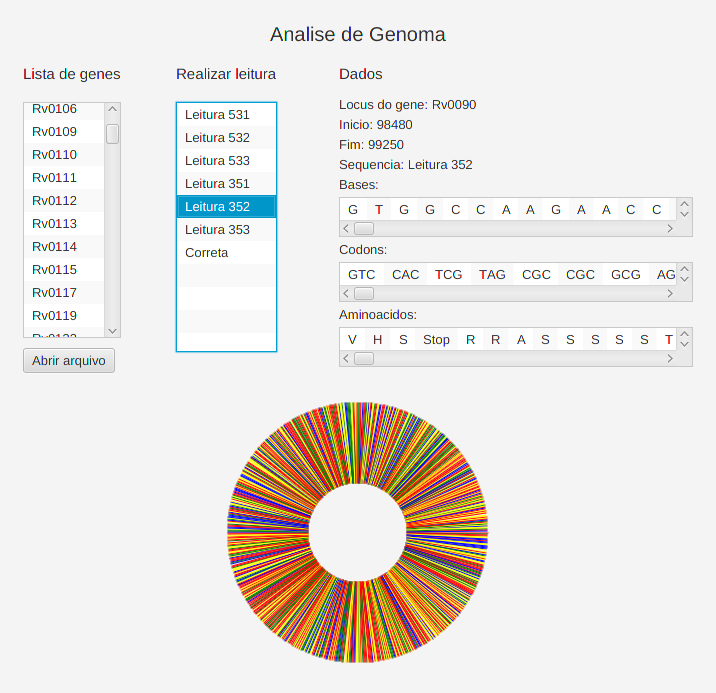 Analise de Genoma
Lista de genes
Rv0106
Rv0109
Rv0110
Rv0111
Rv0112
Rv0113
Rv0114
Rv0115
Rv0117
Rv0119
Abrir arquivo
Realizar leitura
Leitura 531
Leitura 532
Leitura 533
Leitura 351
Leitura 352
Leitura 353
Correta
Dados
Locus do gene: Rv0090
Inicio: 98480
Fim: 99250
Sequencia: Leitura 352
Bases:
G T G G C C A A G A A C C
Codons:
GTC CAC TCG TAG CGC CGC GCG AG
Aminoacidos:
V H S Stop R R A S S S S S T